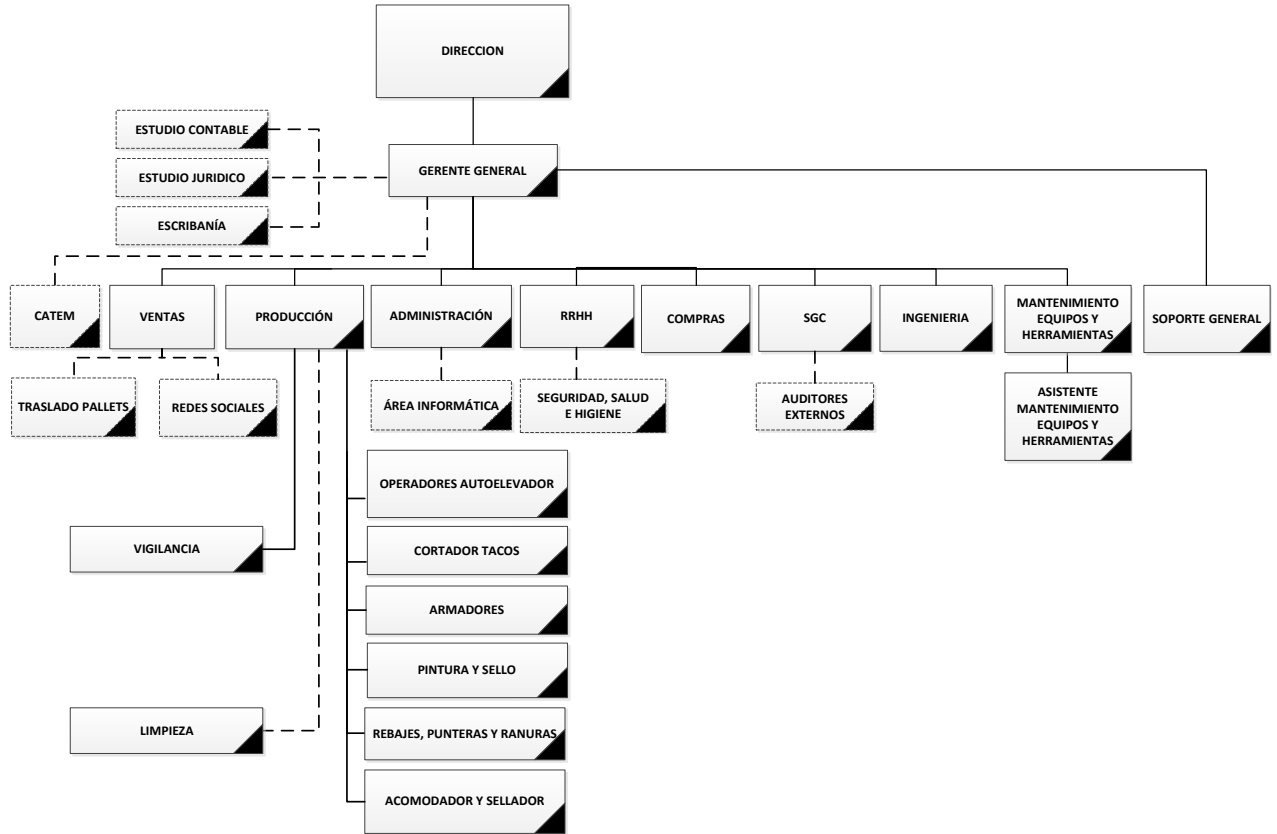 DIRECCION
ESTUDIO CONTABLE
ESTUDIO JURIDICO
GERENTE GENERAL
ESCRIBANÍA
CATEM
VENTAS
PRODUCCIÓN
ADMINISTRACIÓN
RRHH
COMPRAS
SGC
INGENIERIA
MANTENIMIENTO
EQUIPOS Y
HERRAMIENTAS
SOPORTE GENERAL
TRASLADO PALLETS
REDES SOCIALES
ÁREA INFORMÁTICA
SEGURIDAD, SALUD
E HIGIENE
AUDITORES
EXTERNOS
ASISTENTE
MANTENIMIENTO
EQUIPOS Y
HERRAMIENTAS
OPERADORES AUTOELEVADOR
VIGILANCIA
CORTADOR TACOS
ARMADORES
PINTURA Y SELLO
LIMPIEZA
REBAJES, PUNTERAS Y RANURAS
ACOMODADOR Y SELLADOR